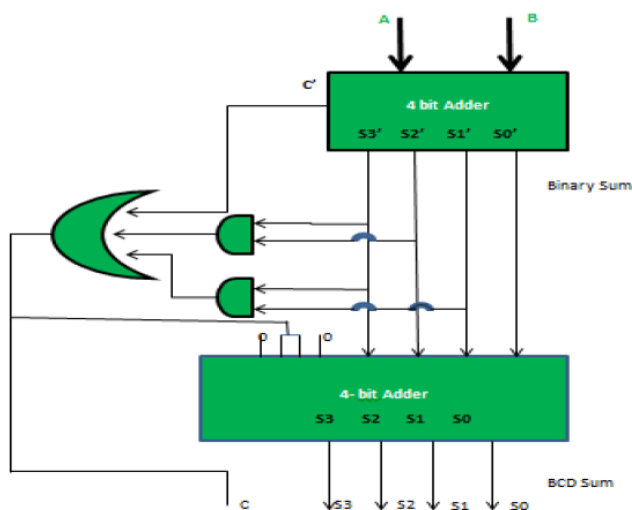 A B
C'
4 bit Adder
S3' S2' S1' S0'
Binary Sum
0 0
4- bit Adder
S3 S2 S1 S0
BCD Sum
C S3 S2 S1 S0